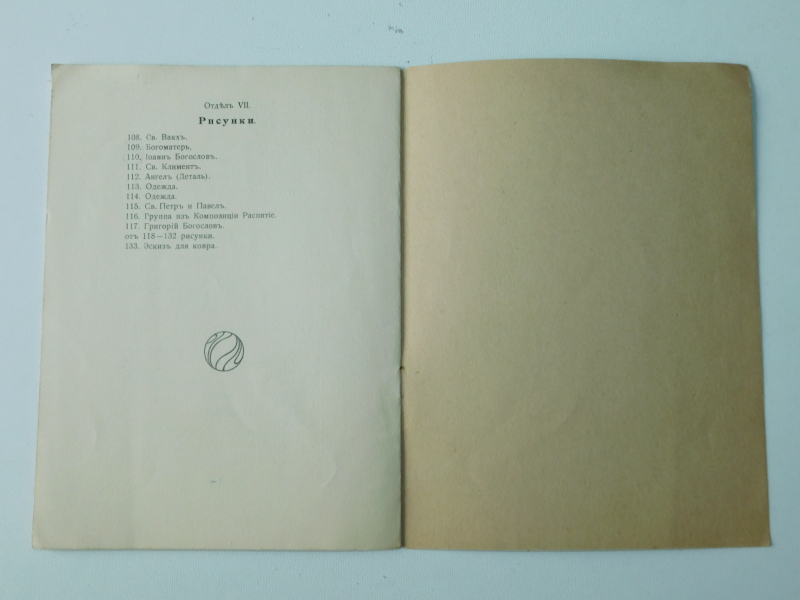 Отдѣлъ VII.
Рисунки.
108. Св. Вакхъ.
109. Богоматерь,
110. Іоаннъ Богословъ.
111. Св. Климентъ.
112. Ангелъ (Деталь).
113. Одежда.
114. Одежда.
115. Св. Петръ и Павелъ.
116. Группа изъ Композиціи Распятіе.
117. Григорій Богословъ.
отъ 118—132 рисунки.
133. Эскизъ для ковра.